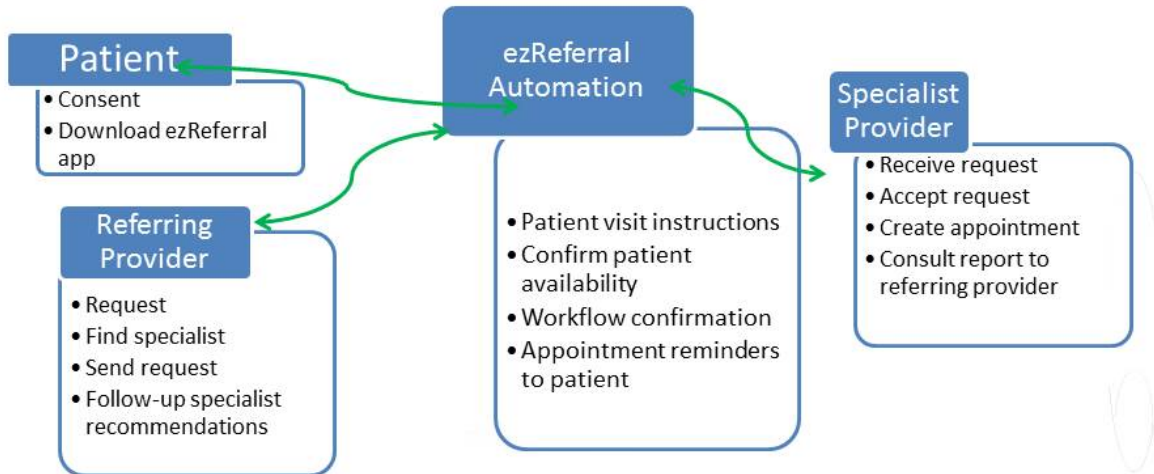 Patient
• Consent
• Download ezReferral
app
Referring
Provider
• Request
• Find specialist
• Send request
• Follow-up specialist
recommendations
ezReferral
Automation
• Patient visit instructions
• Confirm patient
availability
• Workflow confirmation
• Appointment reminders
to patient
Specialist
Provider
• Receive request
• Accept request
• Create appointment
• Consult report to
referring provider